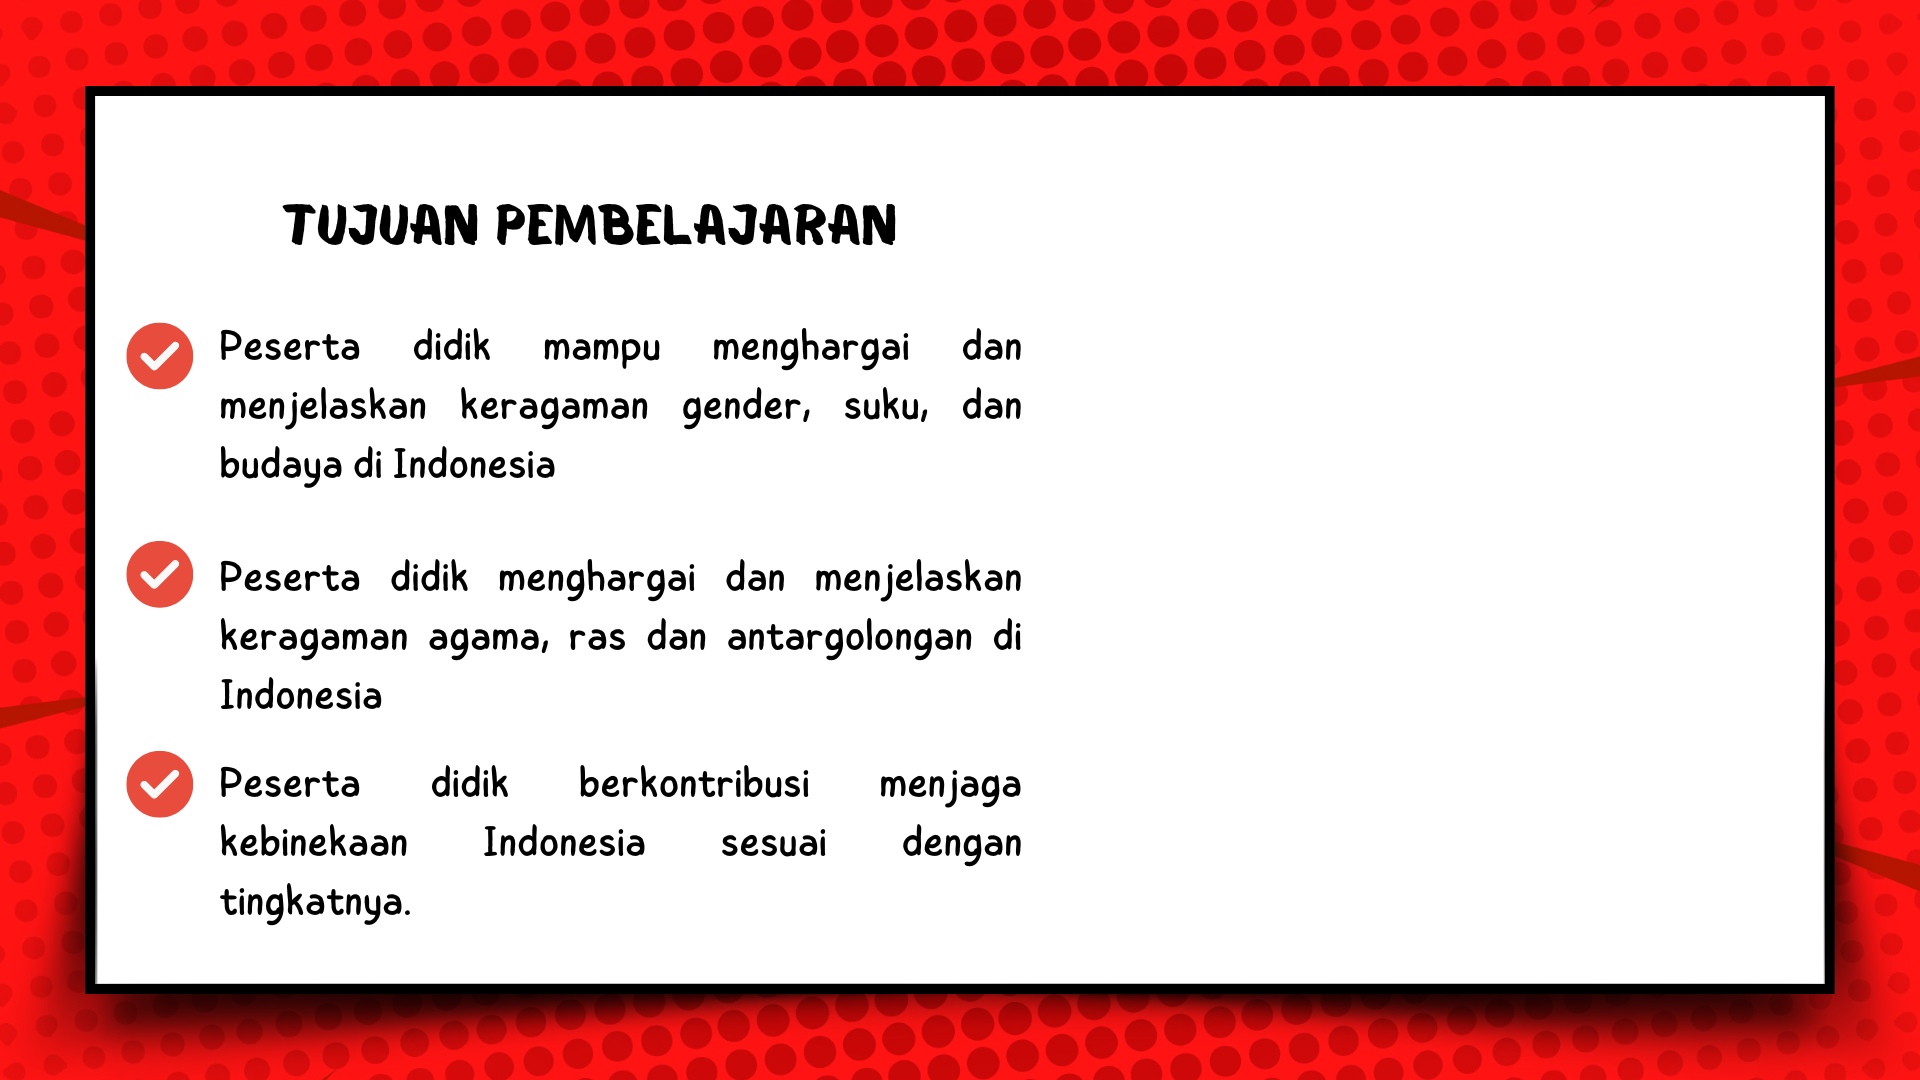 TUJUAN PEMBELAJARAN
Peserta didik mampu menghargai dan
menjelaskan keragaman gender, suku, dan
budaya di Indonesia
Peserta didik menghargai dan menjelaskan
keragaman agama, ras dan antargolongan di
Indonesia
Peserta didik berkontribusi menjaga
kebinekaan Indonesia sesuai dengan
tingkatnya.